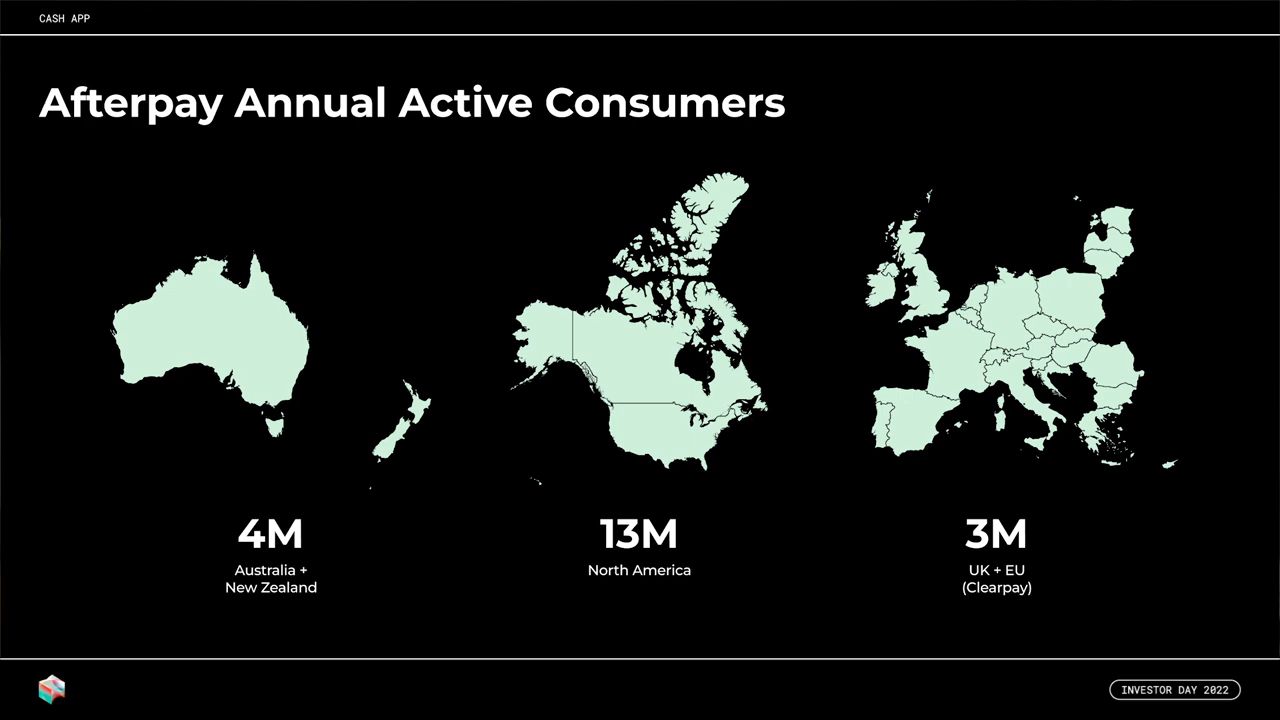 CASH APP
Afterpay Annual Active Consumers
4M
Australia +
New Zealand
13M
North America
3M
UK + EU
(Clearpay)
INVESTOR DAY 2022